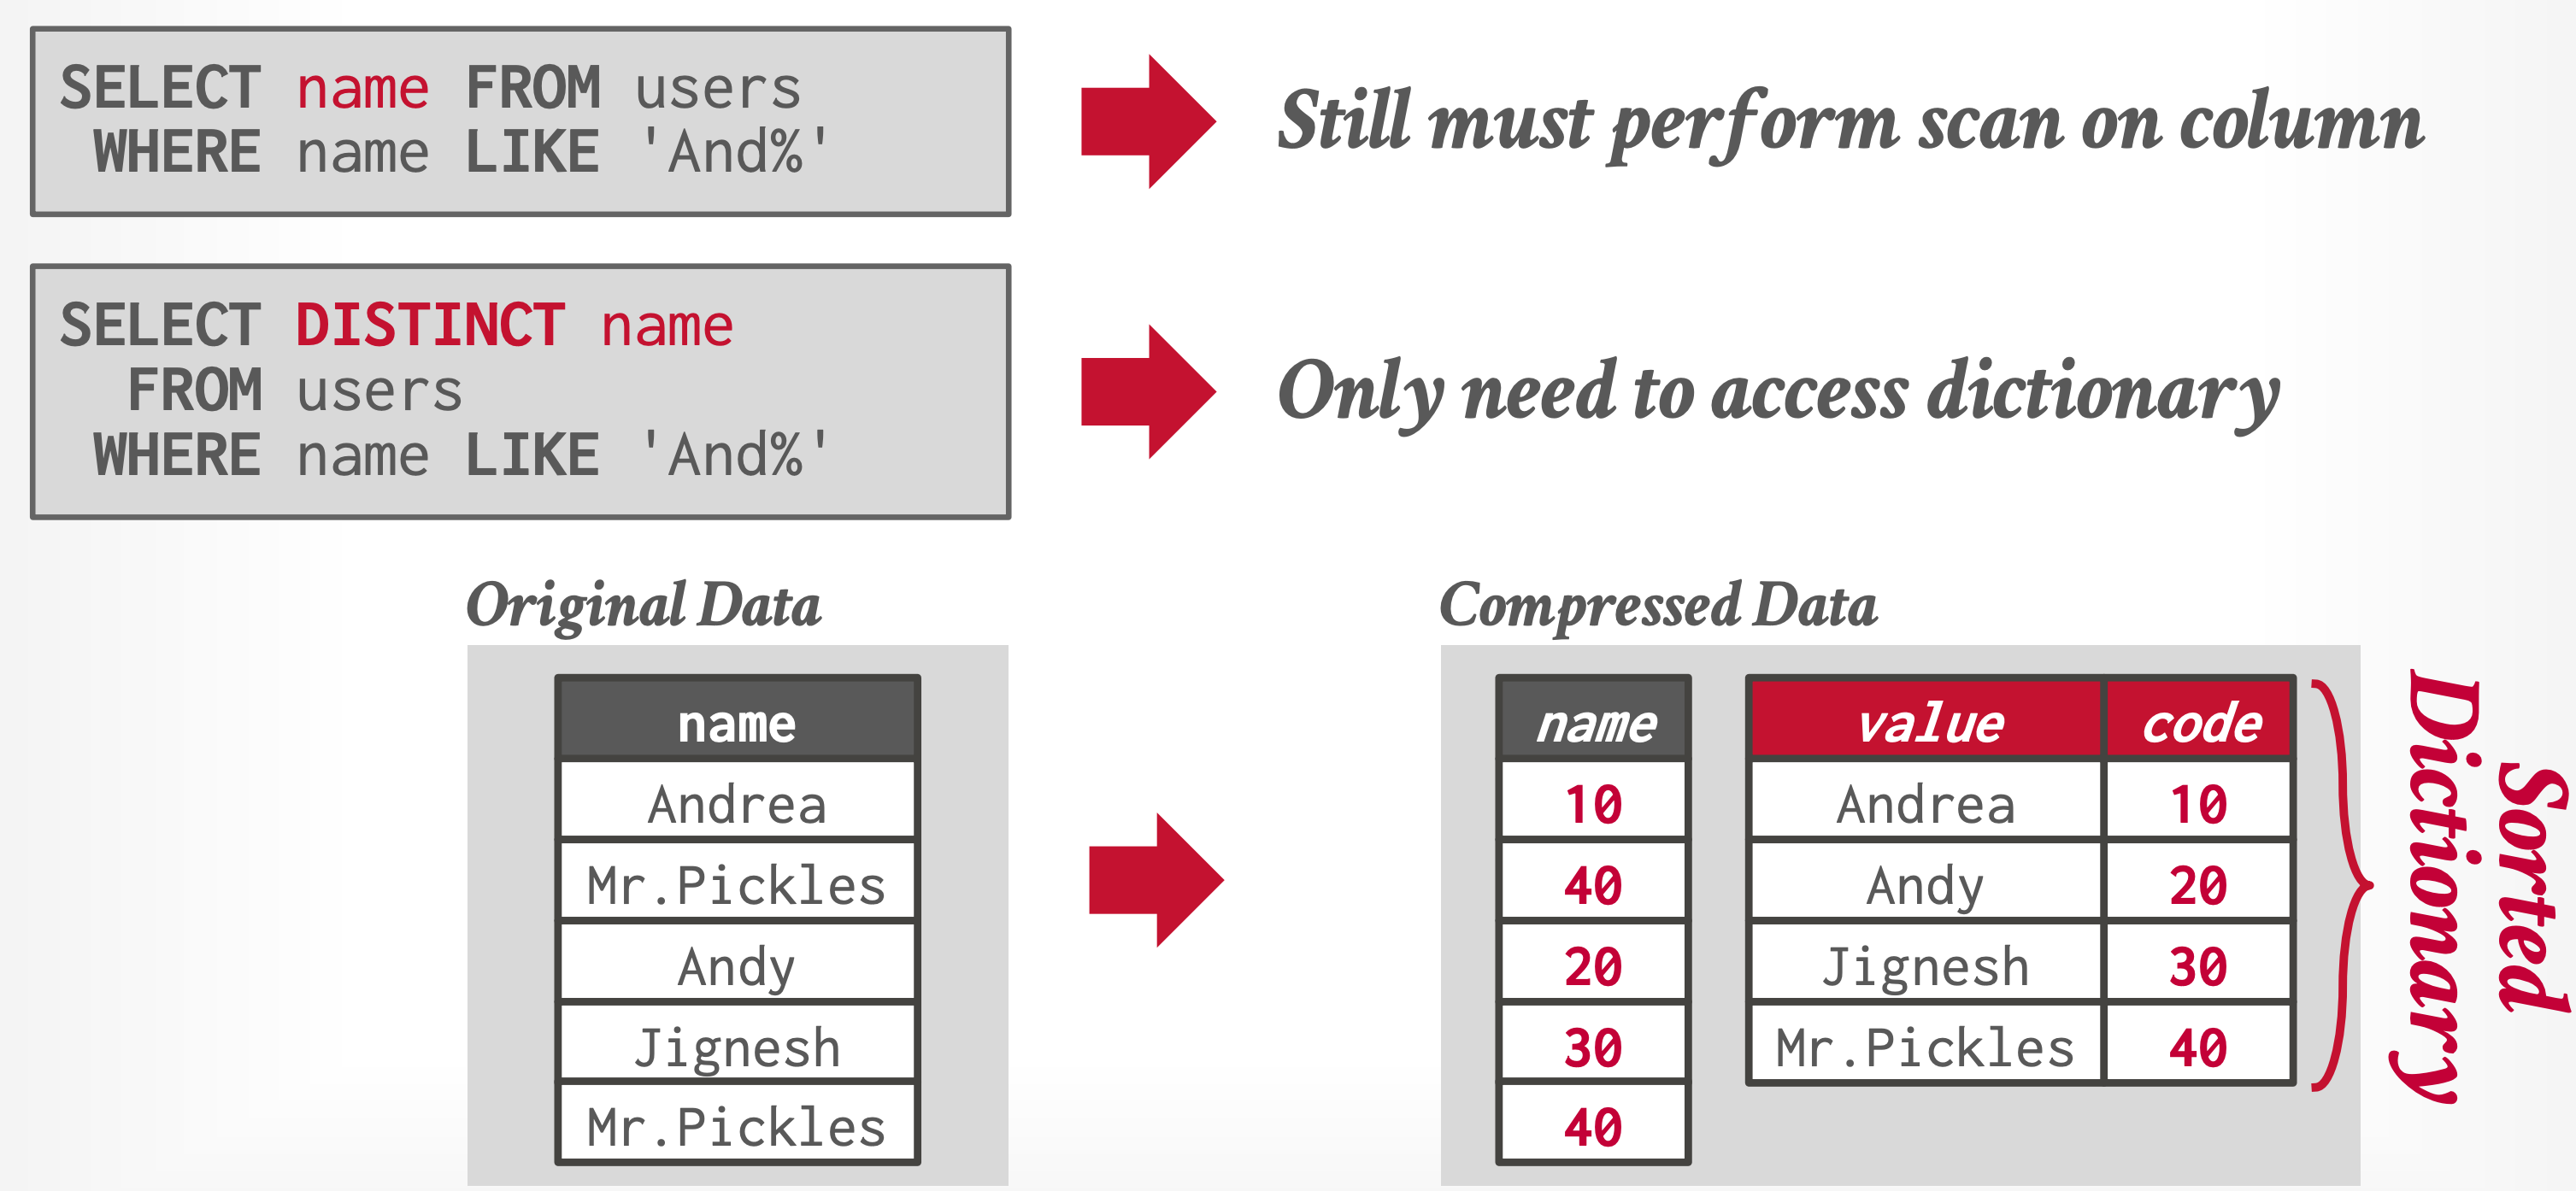 SELECT name FROM users
WHERE name LIKE 'And%'
Still must perform scan on column
SELECT DISTINCT name
FROM users
WHERE name LIKE 'And%'
Only need to access dictionary
Original Data
name
Andrea
Mr.Pickles
Andy
Jignesh
Mr.Pickles
Compressed Data
name
10
40
20
30
40
value code
Andrea 10
Andy 20
Jignesh 30
Mr.Pickles 40
Sorted
Dictionary